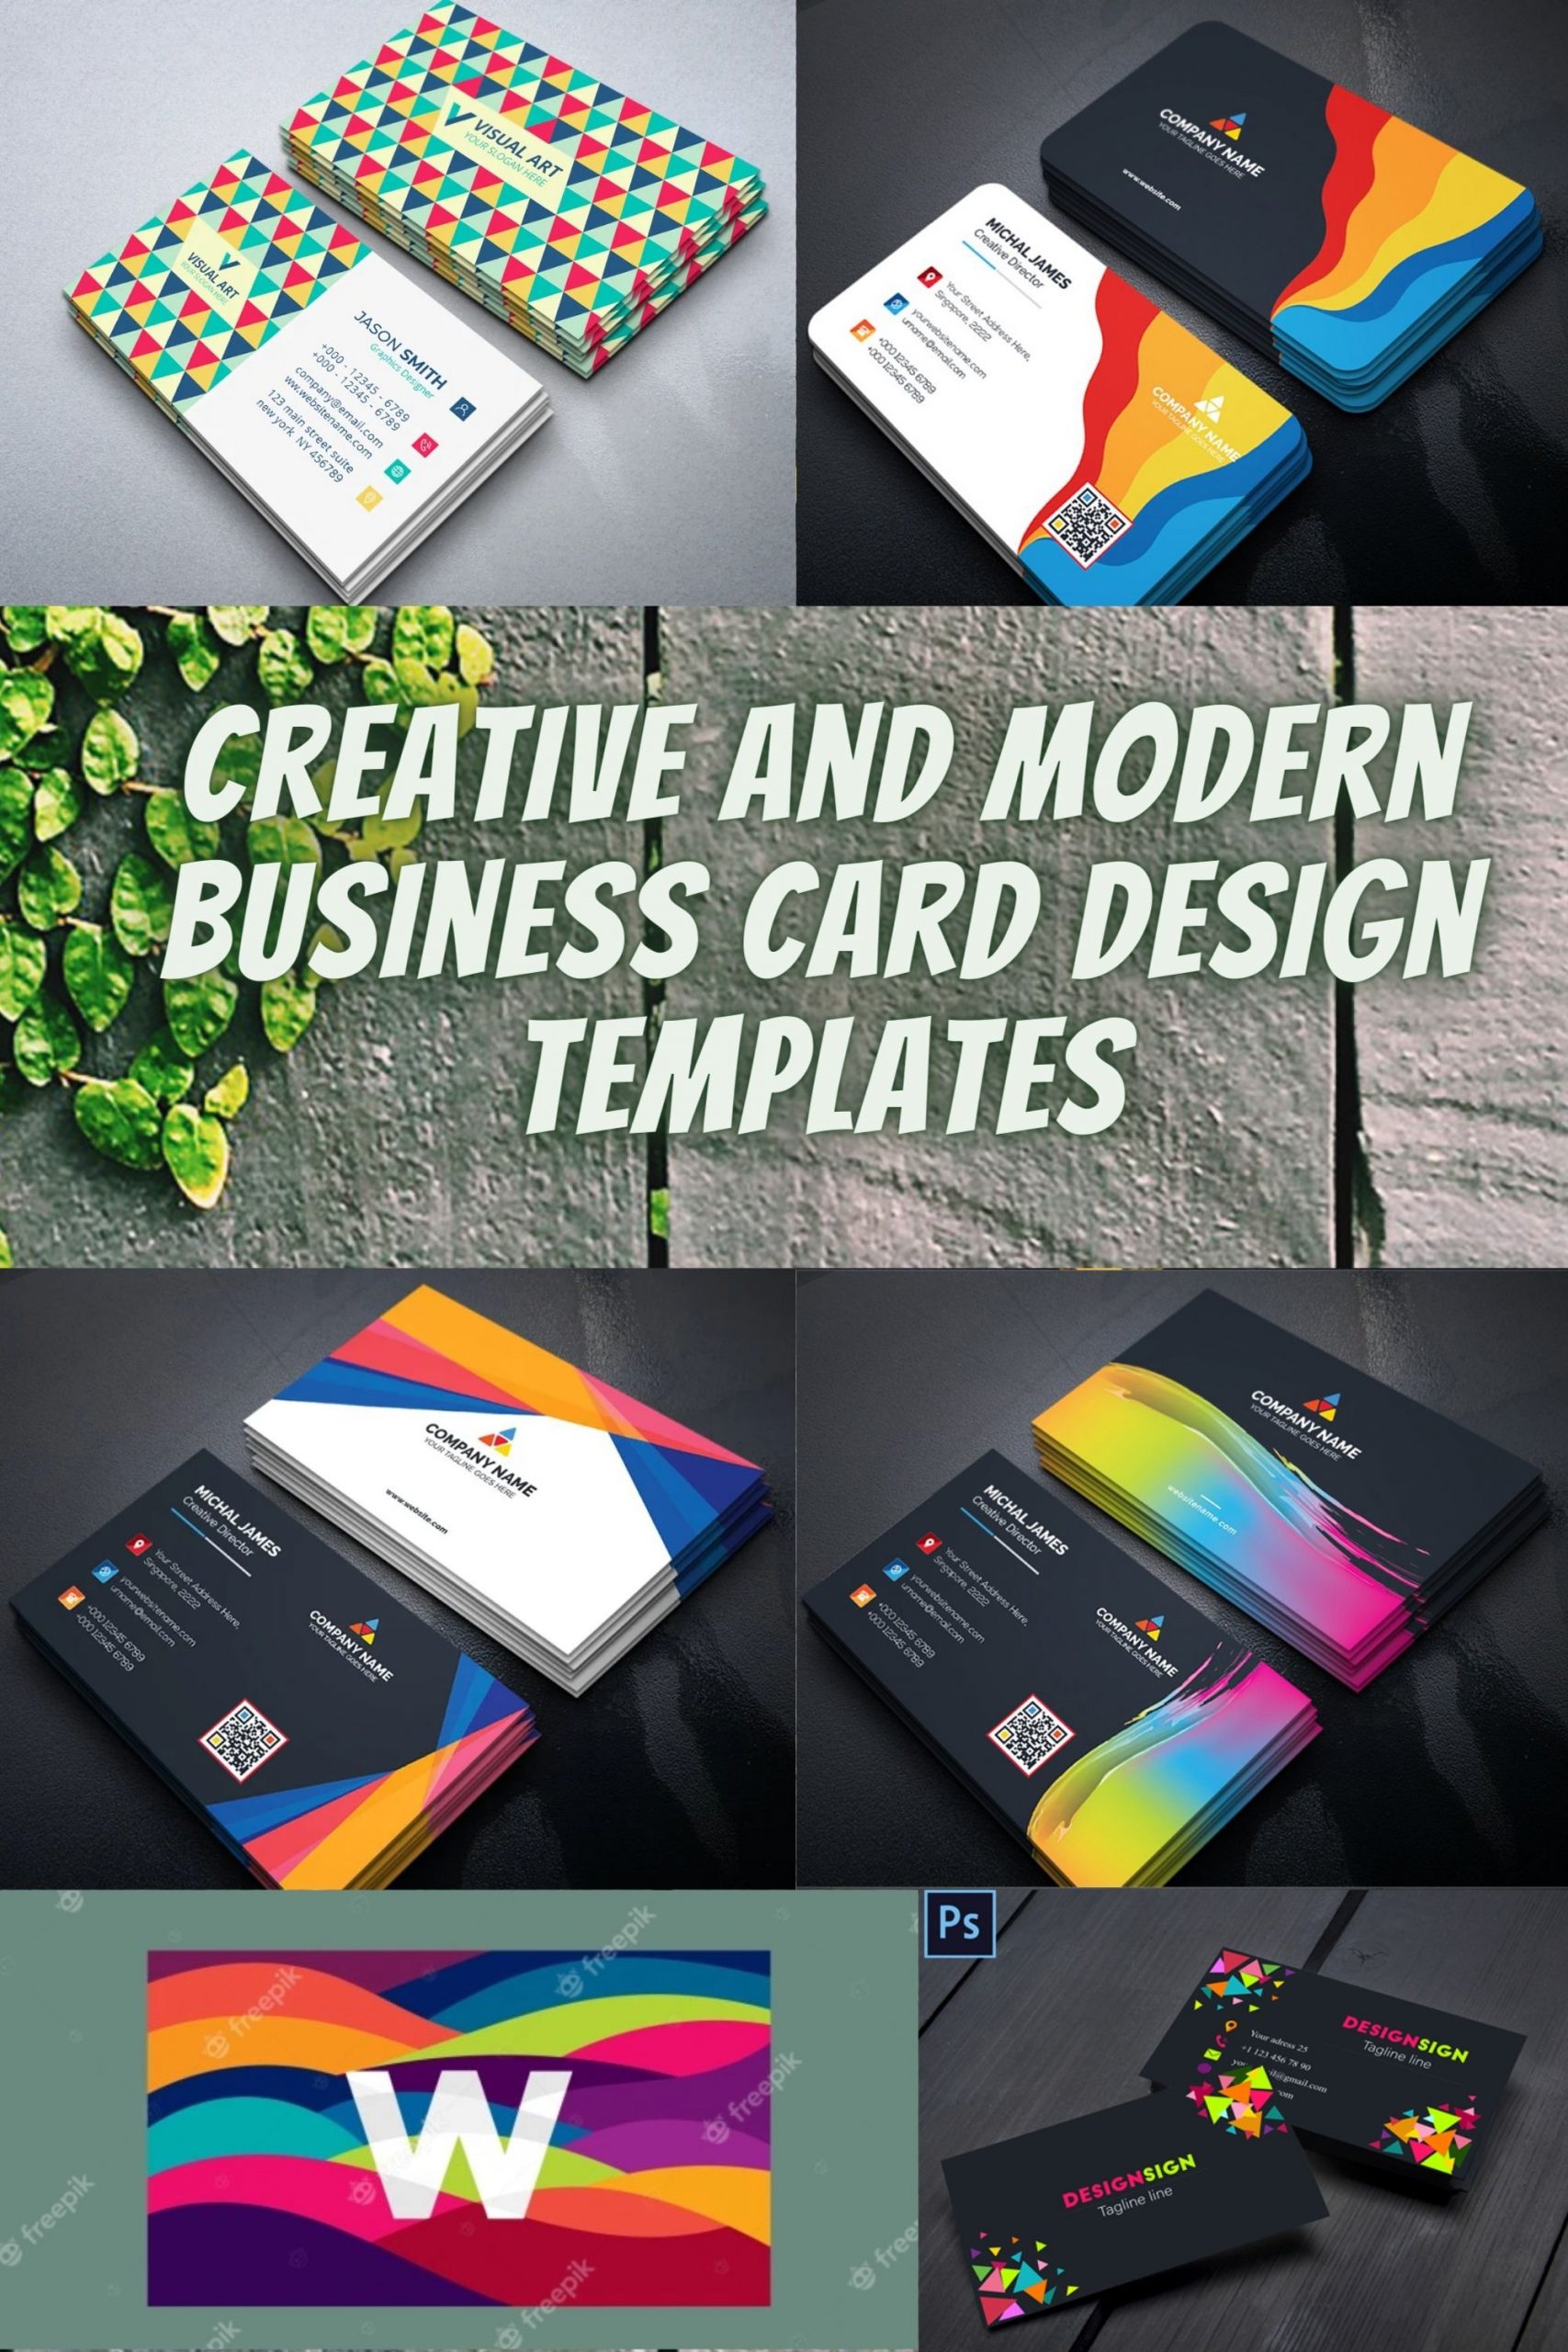 VISUAL ART
YOUR SLOGAN HERE
VISUAL ART
YOUR SLOGAN HERE
JASON SMITH
Graphics Designer
+000 - 12345 - 6789
+000 - 12345 - 6789
company@email.com
ww.websitename.com
123 main street suite
new york NY 456789
COMPANY NAME
YOUR TAGLINE GOES HERE
www.website.com
MICHAL JAMES
Creative Director
Your Street Address Here,
Singapore, 2222
yourwebsitename.com
urname@email.com
+000 12345 6789
+000 12345 6789
COMPANY NAME
YOUR TAGLINE GOES HERE
CREATIVE AND MODERN
BUSINESS CARD DESIGN
TEMPLATES
COMPANY NAME
YOUR TAGLINE GOES HERE
www.website.com
MICHAL JAMES
Creative Director
Your Street Address Here,
Singapore, 2222
yourwebsitename.com
urname@email.com
+000 12345 6789
+000 12345 6789
COMPANY NAME
YOUR TAGLINE GOES HERE
COMPANY NAME
YOUR TAGLINE GOES HERE
websitename.com
MICHAL JAMES
Creative Director
Your Street Address Here,
Singapore, 2222
yourwebsitename.com
urname@email.com
+000 12345 6789
+000 12345 6789
COMPANY NAME
YOUR TAGLINE GOES HERE
W
freepik
freepik
freepik
freepik
freepik
Ps
DESIGNSIGN
Tagline line
Your adress 25
+1 123 456 78 90
DESIGNSIGN
Tagline line